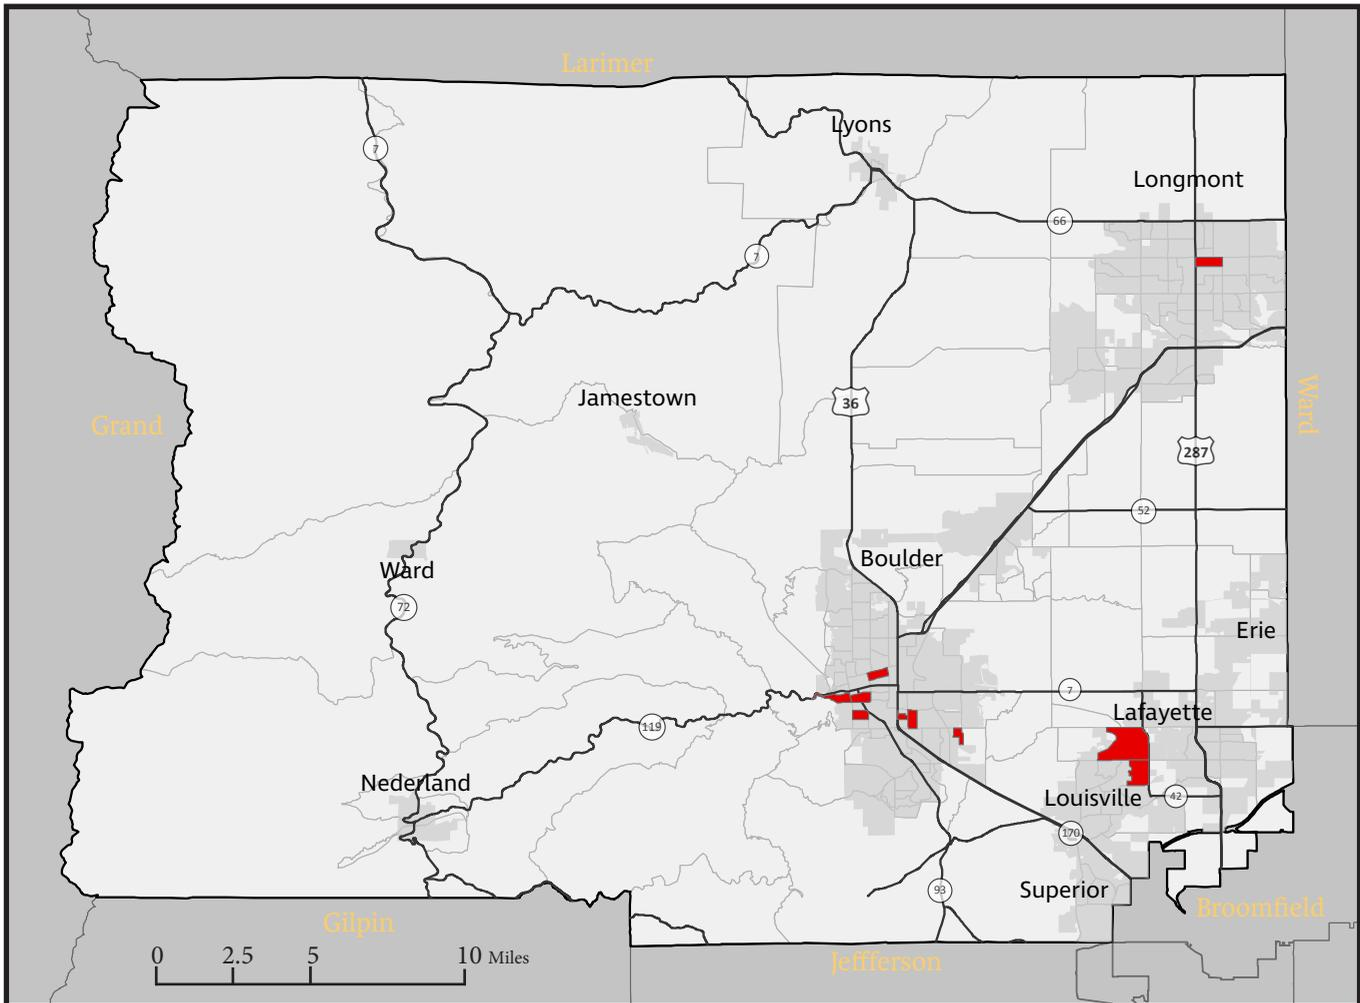 Larimer
Lyons
7
Longmont
66
7
Jamestown
36
Grand
Ward
287
52
Boulder
Ward
72
Erie
7
Lafayette
119
Nederland
Louisville
42
170
93
Superior
Broomfield
Gilpin
Jeffferson
0 2.5 5 10 Miles